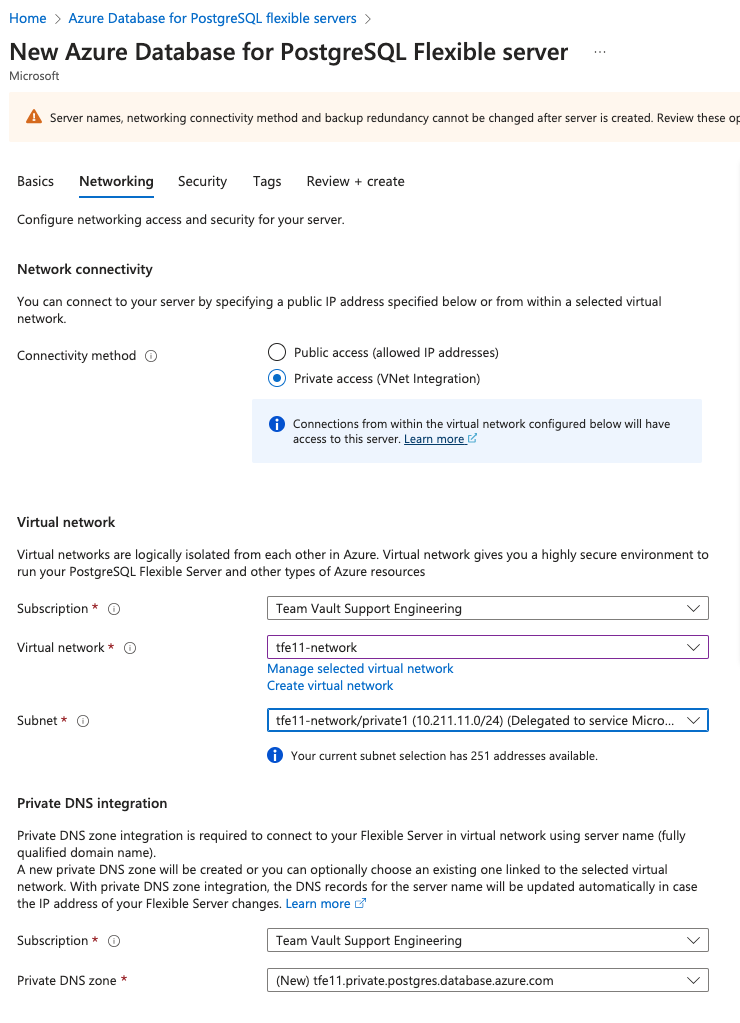 Home > Azure Database for PostgreSQL flexible servers >
New Azure Database for PostgreSQL Flexible server ...
Microsoft
Server names, networking connectivity method and backup redundancy cannot be changed after server is created. Review these op
Basics Networking Security Tags Review + create
Configure networking access and security for your server.
Network connectivity
You can connect to your server by specifying a public IP address specified below or from within a selected virtual
network.
Connectivity method
Public access (allowed IP addresses)
Private access (VNet Integration)
Connections from within the virtual network configured below will have
access to this server. Learn more
Virtual network
Virtual networks are logically isolated from each other in Azure. Virtual network gives you a highly secure environment to
run your PostgreSQL Flexible Server and other types of Azure resources
Subscription * Team Vault Support Engineering
Virtual network * tfe11-network
Manage selected virtual network
Create virtual network
Subnet * tfe11-network/private1 (10.211.11.0/24) (Delegated to service Micro...
Your current subnet selection has 251 addresses available.
Private DNS integration
Private DNS zone integration is required to connect to your Flexible Server in virtual network using server name (fully
qualified domain name).
A new private DNS zone will be created or you can optionally choose an existing one linked to the selected virtual
network. With private DNS zone integration, the DNS records for the server name will be updated automatically in case
the IP address of your Flexible Server changes. Learn more
Subscription * Team Vault Support Engineering
Private DNS zone * (New) tfe11.private.postgres.database.azure.com